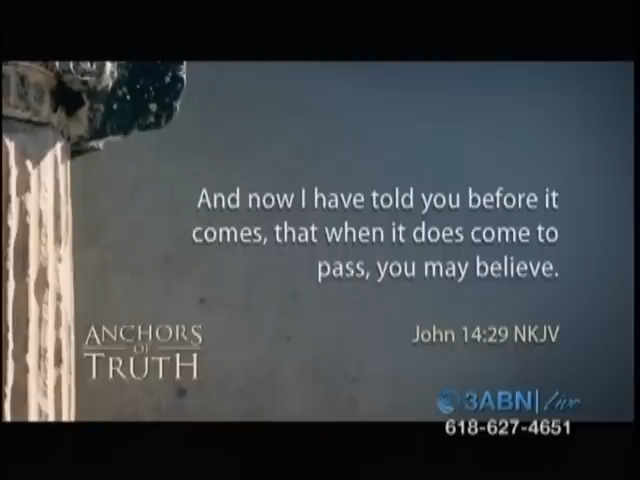 And now I have told you before it
comes, that when it does come to
pass, you may believe.
John 14:29 NKJV
ANCHORS
OF
TRUTH
3ABN Live
618-627-4651